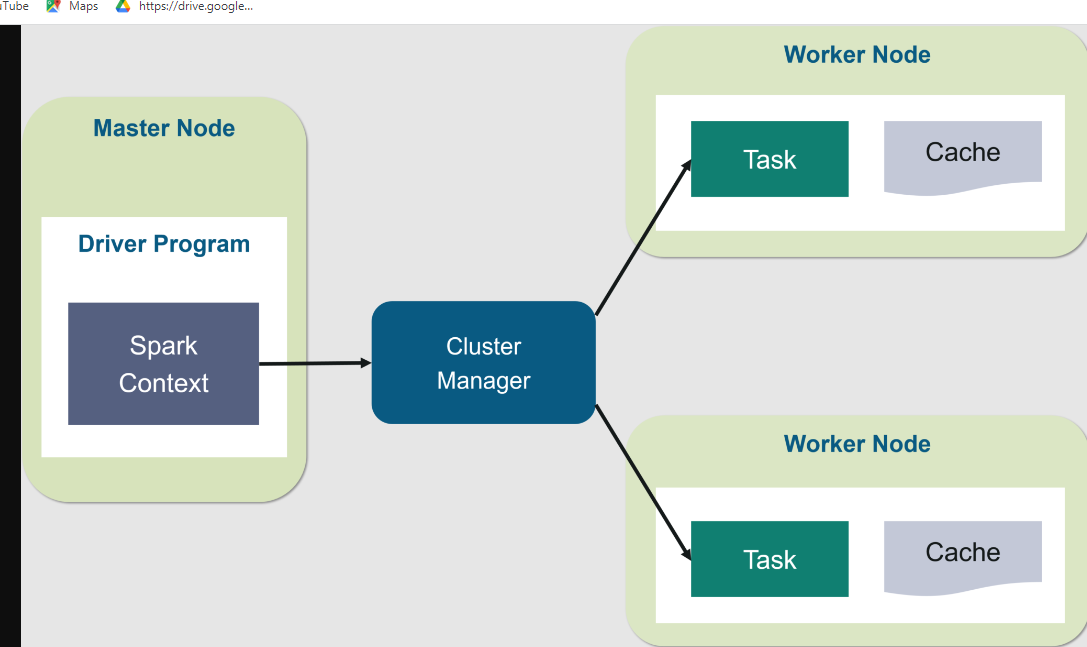 uTube Maps https://drive.google...
Master Node
Driver Program
Spark
Context
Cluster
Manager
Worker Node
Task Cache
Worker Node
Task Cache